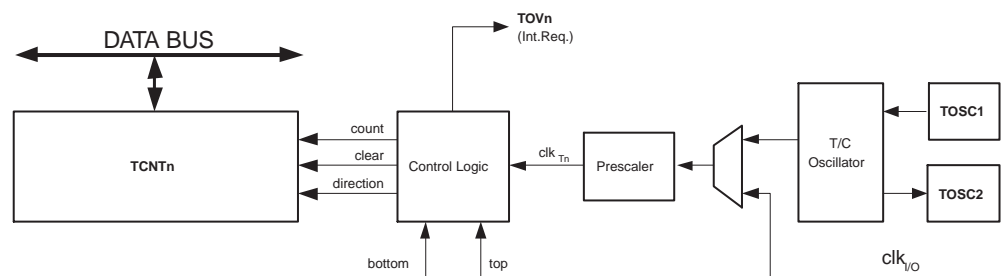 TOVn
(Int.Req.)
DATA BUS
TCNTn
count
clear
direction
Control Logic
clkTn
Prescaler
T/C
Oscillator
TOSC1
TOSC2
bottom
top
clkI/O